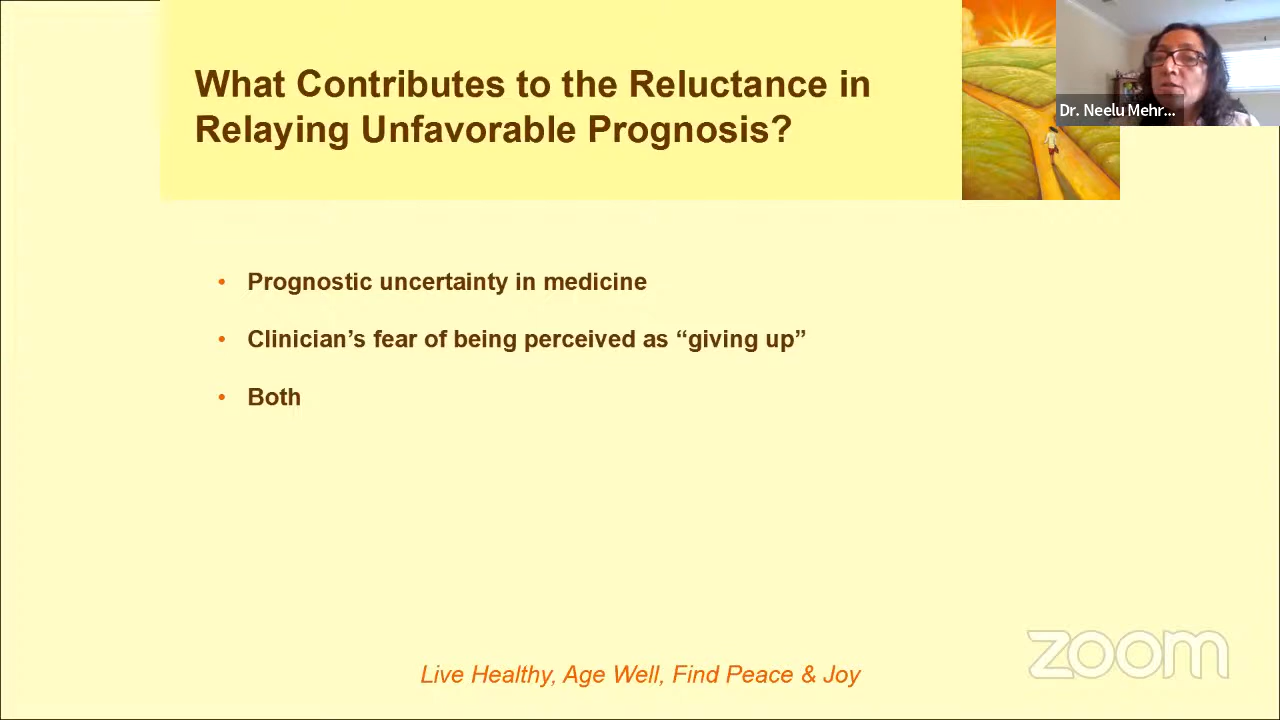 What Contributes to the Reluctance in
Relaying Unfavorable Prognosis?
Dr. Neelu Mehr...
• Prognostic uncertainty in medicine
• Clinician’s fear of being perceived as “giving up”
• Both
zoom
Live Healthy, Age Well, Find Peace & Joy